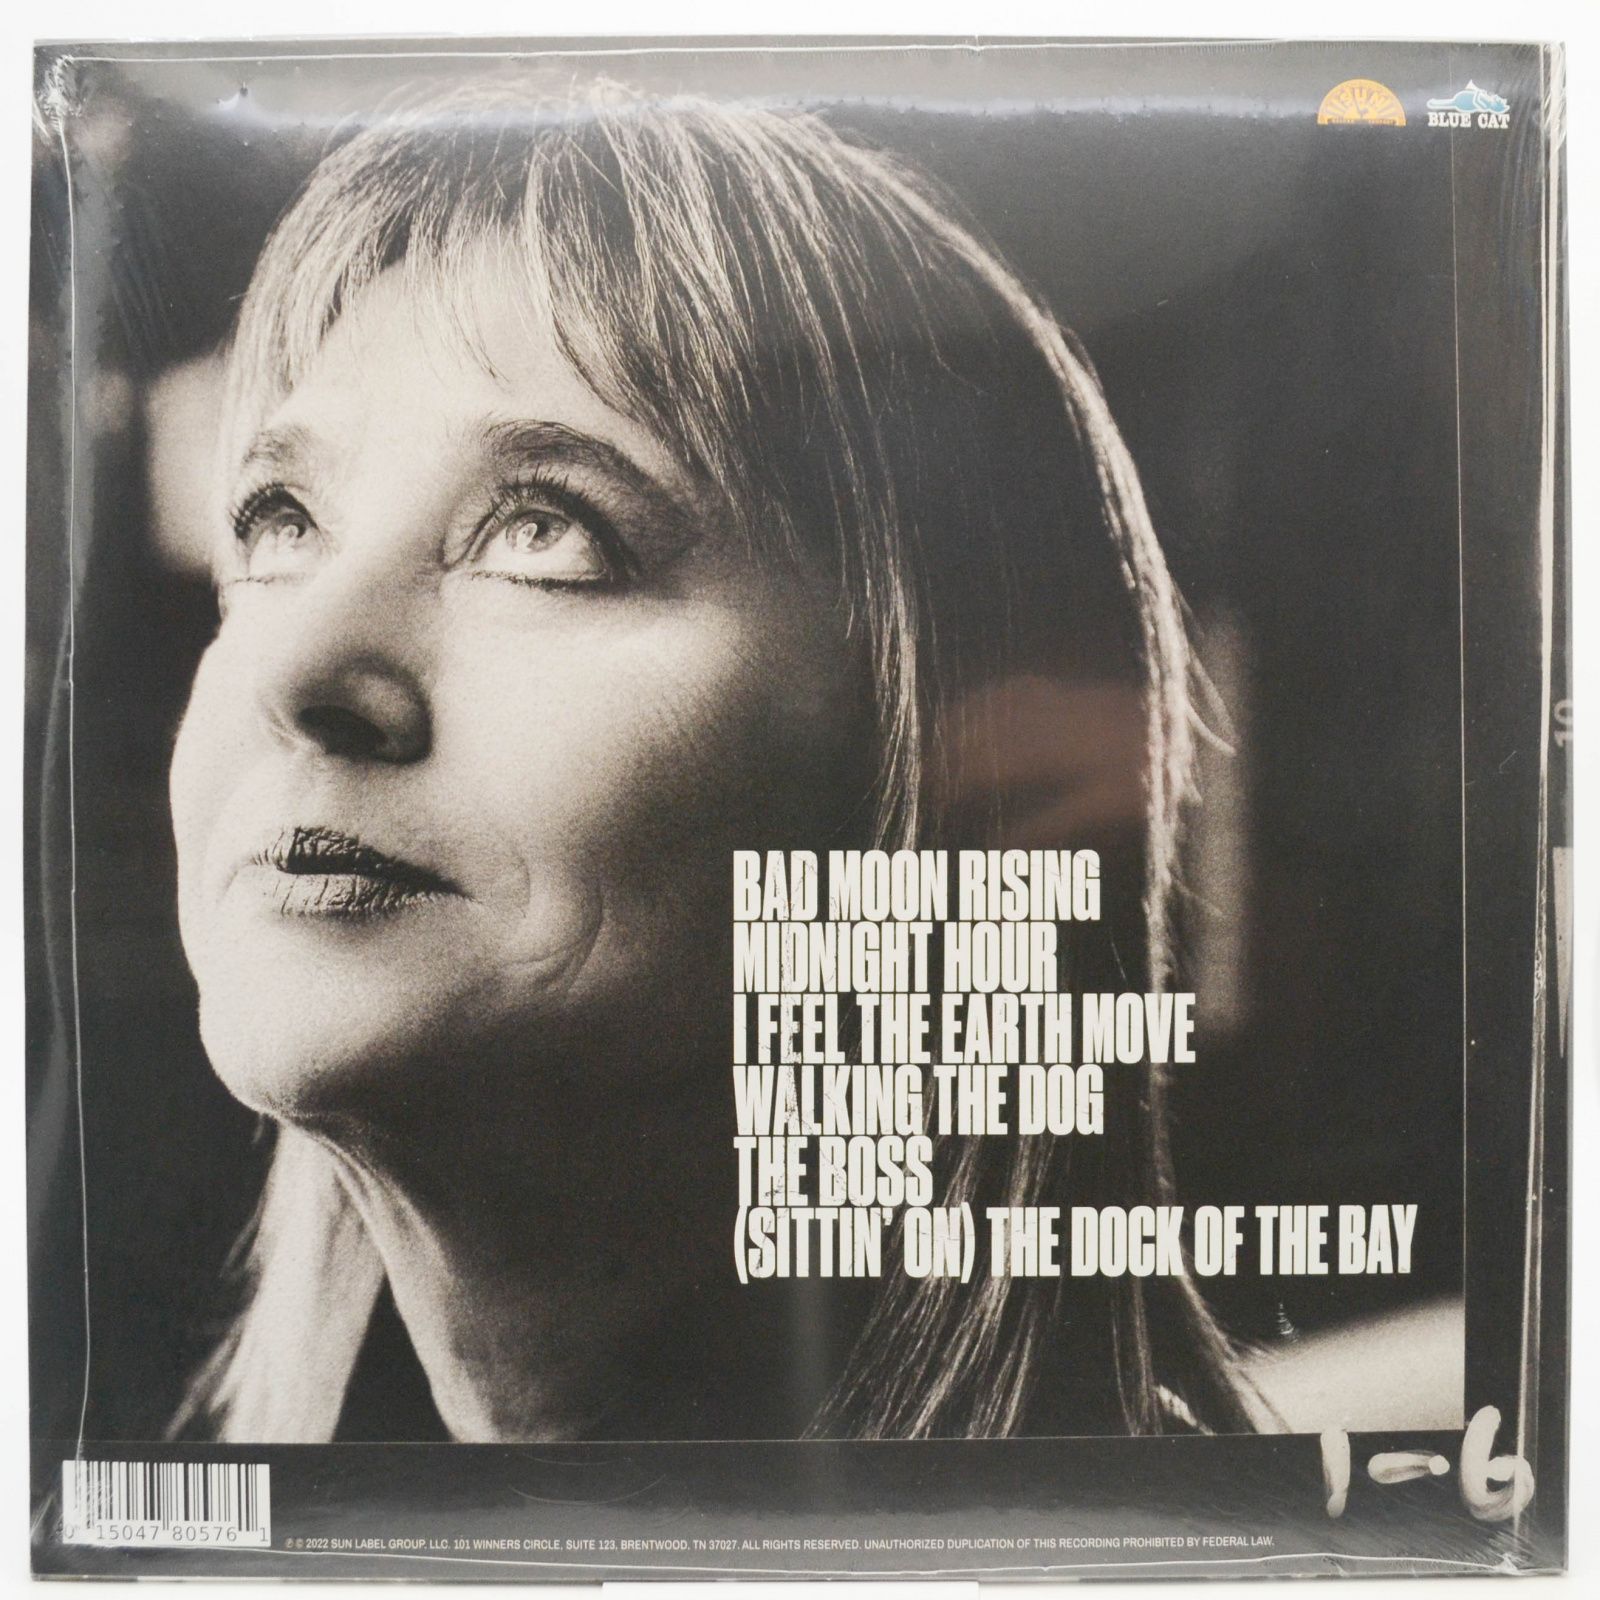 SUN
BLUE CAT
10
BAD MOON RISING
MIDNIGHT HOUR
I FEEL THE EARTH MOVE
WALKING THE DOG
THE BOSS
(SITTIN' ON) THE DOCK OF THE BAY
1-6
0 15047 80576 1
℗ © 2022 SUN LABEL GROUP, LLC. 101 WINNERS CIRCLE, SUITE 123, BRENTWOOD, TN 37027. ALL RIGHTS RESERVED. UNAUTHORIZED DUPLICATION OF THIS RECORDING PROHIBITED BY FEDERAL LAW.